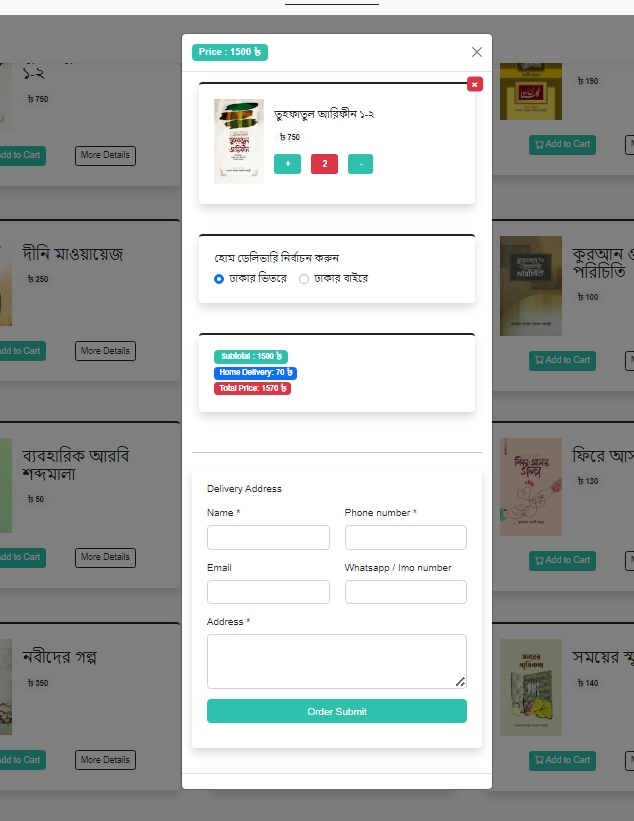 Price : 1500 ৳
তুহফাতুল আরিফীন ১-২
৳ 750
+
2
-
হোম ডেলিভারি নির্বাচন করুন
ঢাকার ভিতরে
ঢাকার বাইরে
Subtotal : 1500 ৳
Home Delivery: 70 ৳
Total Price: 1570 ৳
Delivery Address
Name *
Phone number *
Email
Whatsapp / Imo number
Address *
Order Submit
১-২
৳ 750
Add to Cart
More Details
৳ 190
Add to Cart
দীনি মাওয়ায়েজ
৳ 250
Add to Cart
More Details
কুরআন
পরিচিতি
৳ 100
Add to Cart
ব্যবহারিক আরবি
শব্দমালা
৳ 50
Add to Cart
More Details
ফিরে
৳ 130
Add to Cart
নবীদের গল্প
৳ 350
Add to Cart
More Details
সময়ের
৳ 140
Add to Cart